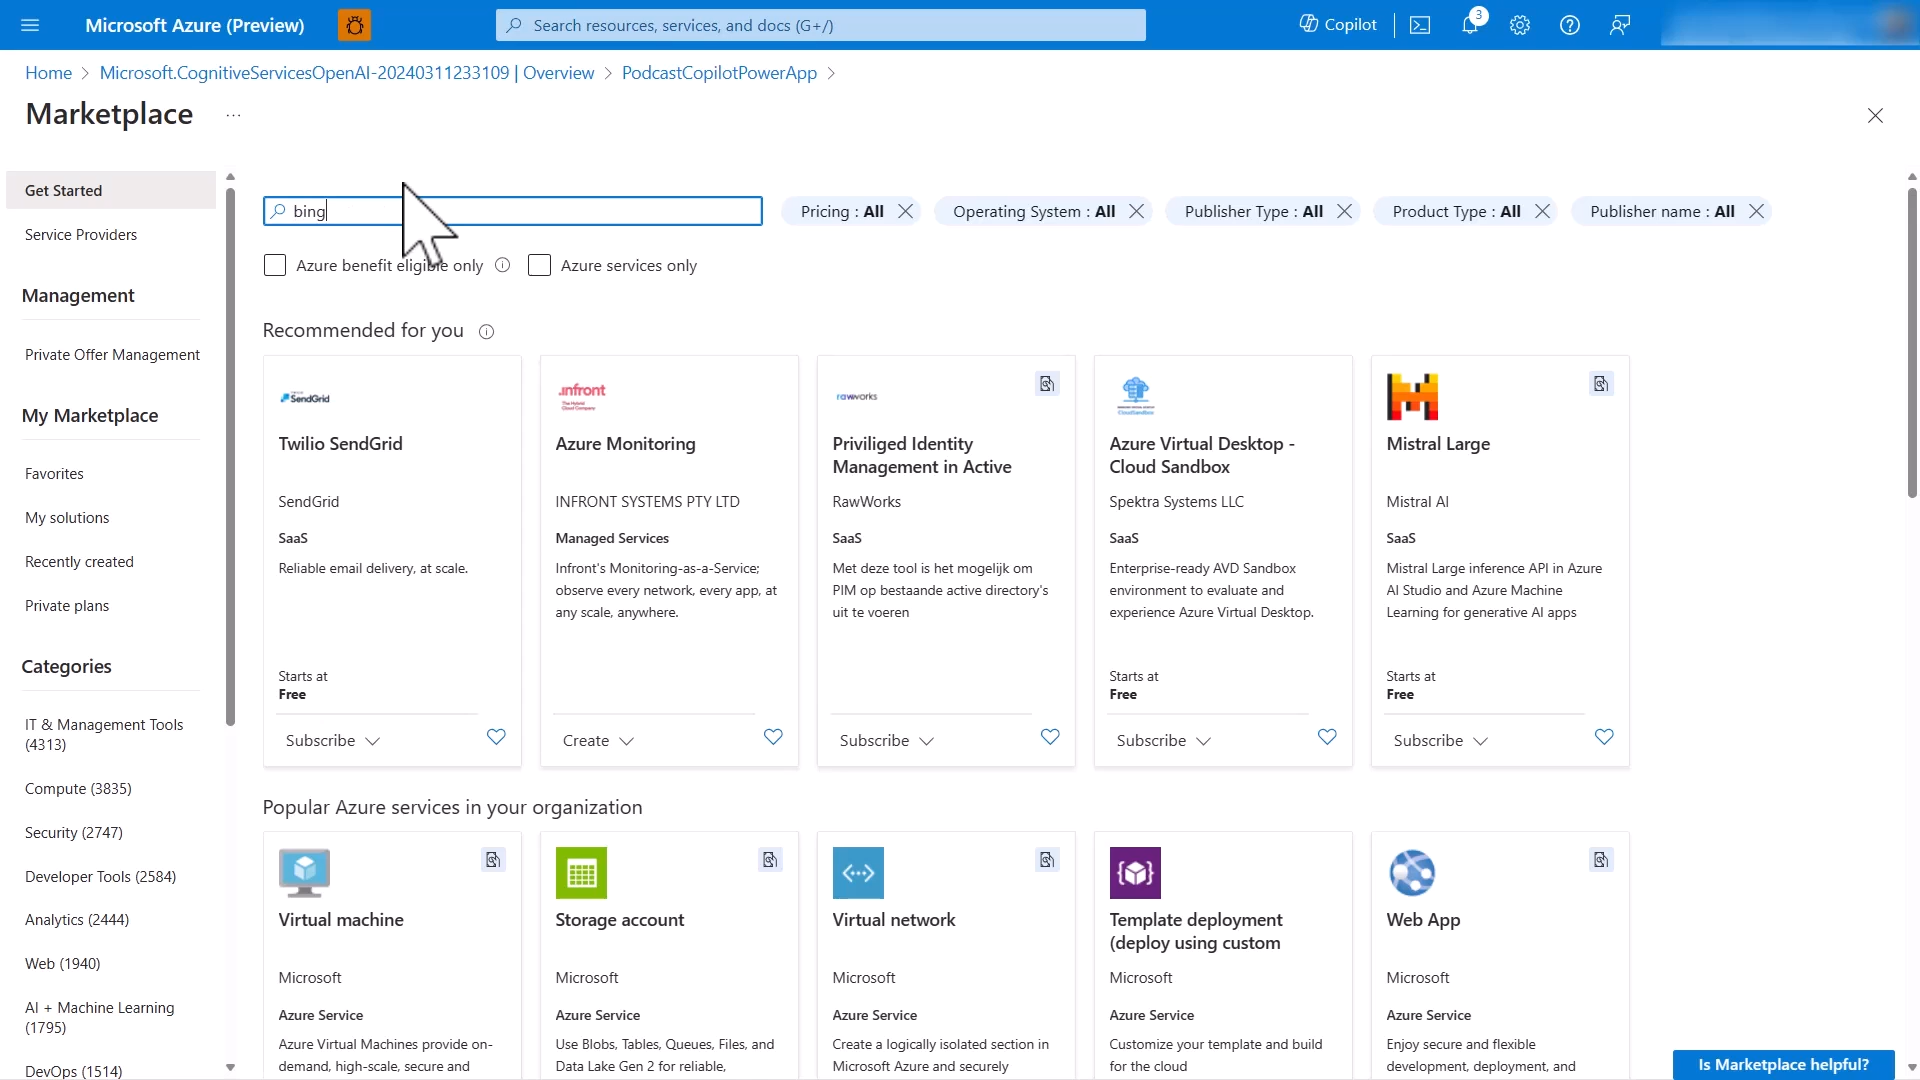 Microsoft Azure (Preview)
Search resources, services, and docs (G+/)
Copilot
3
Home > Microsoft.CognitiveServicesOpenAI-20240311233109 | Overview > PodcastCopilotPowerApp >
Marketplace ...
Get Started
Service Providers
Management
Private Offer Management
My Marketplace
Favorites
My solutions
Recently created
Private plans
Categories
IT & Management Tools
(4313)
Compute (3835)
Security (2747)
Developer Tools (2584)
Analytics (2444)
Web (1940)
AI + Machine Learning
(1795)
DevOps (1514)
bing
Pricing : All
Operating System : All
Publisher Type : All
Product Type : All
Publisher name : All
Azure benefit eligible only
Azure services only
Recommended for you
SendGrid
Twilio SendGrid
SendGrid
SaaS
Reliable email delivery, at scale.
Starts at
Free
Subscribe
.infront
The Hybrid
Cloud Company
Azure Monitoring
INFRONT SYSTEMS PTY LTD
Managed Services
Infront's Monitoring-as-a-Service;
observe every network, every app, at
any scale, anywhere.
Create
rawworks
Priviliged Identity
Management in Active
RawWorks
SaaS
Met deze tool is het mogelijk om
PIM op bestaande active directory's
uit te voeren
Subscribe
CloudSandbox
Azure Virtual Desktop -
Cloud Sandbox
Spektra Systems LLC
SaaS
Enterprise-ready AVD Sandbox
environment to evaluate and
experience Azure Virtual Desktop.
Starts at
Free
Subscribe
Mistral Large
Mistral AI
SaaS
Mistral Large inference API in Azure
AI Studio and Azure Machine
Learning for generative AI apps
Starts at
Free
Subscribe
Popular Azure services in your organization
Virtual machine
Microsoft
Azure Service
Azure Virtual Machines provide on-
demand, high-scale, secure and
Storage account
Microsoft
Azure Service
Use Blobs, Tables, Queues, Files, and
Data Lake Gen 2 for reliable,
Virtual network
Microsoft
Azure Service
Create a logically isolated section in
Microsoft Azure and securely
Template deployment
(deploy using custom
Microsoft
Azure Service
Customize your template and build
for the cloud
Web App
Microsoft
Azure Service
Enjoy secure and flexible
development, deployment, and
Is Marketplace helpful?